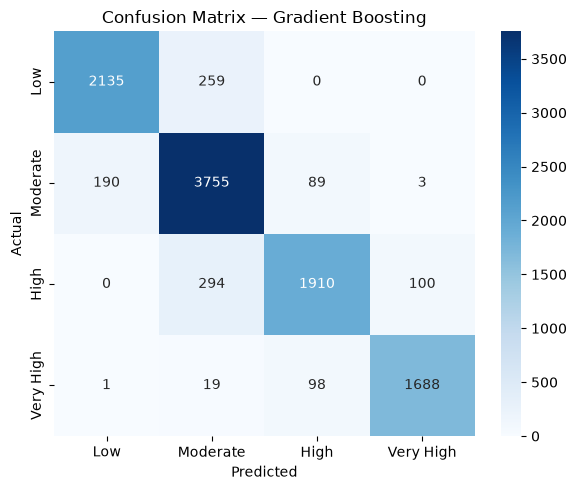 Confusion Matrix — Gradient Boosting
Low 2135 259 0 0
Moderate 190 3755 89 3
High 0 294 1910 100
Very High 1 19 98 1688
Low Moderate High Very High
Predicted
Actual
3500
3000
2500
2000
1500
1000
500
0